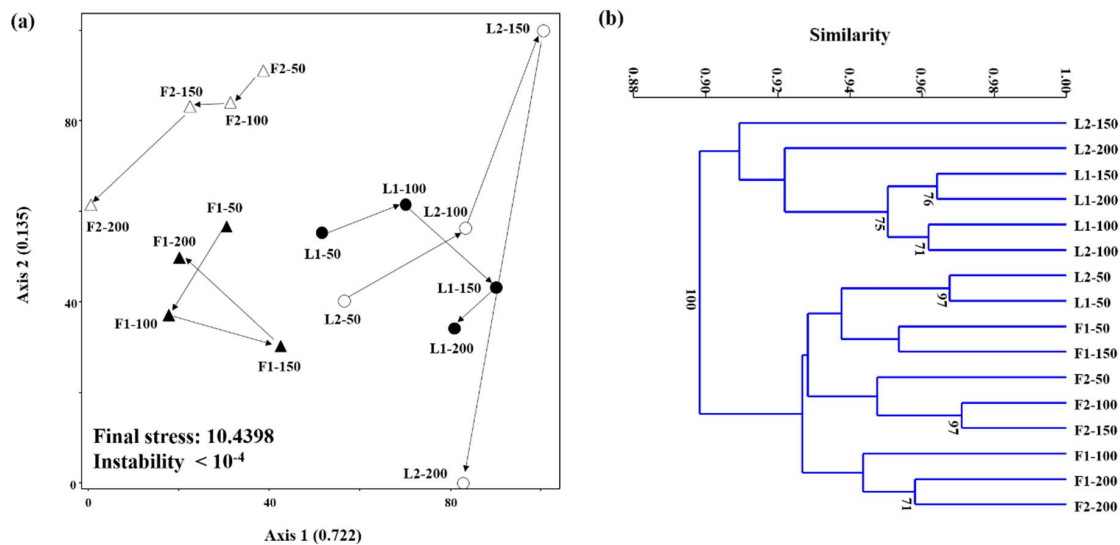 (a)
L2-150
F2-50
F2-150
F2-100
80
F2-200
F1-50
F1-200
L1-100
L2-100
L1-50
40
L2-50
L1-150
F1-100
F1-150
L1-200
Final stress: 10.4398
Instability < 10-4
L2-200
0
0 40 80
Axis 1 (0.722)
Axis 2 (0.135)
(b)
Similarity
0.88 0.90 0.92 0.94 0.96 0.98 1.00
L2-150
L2-200
L1-150
76
L1-200
75
L1-100
71
L2-100
L2-50
100
97
L1-50
F1-50
F1-150
F2-50
F2-100
97
F2-150
F1-100
F1-200
71
F2-200